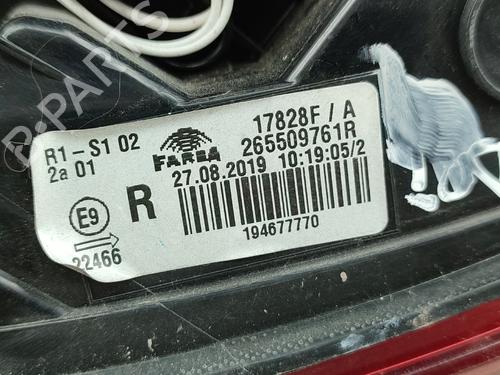 R1-S1 02
2a 01
FARBA
17828F / A
265509761R
27.08.2019 10:19:05/2
R
E9
22466
194677770
B-PARTS